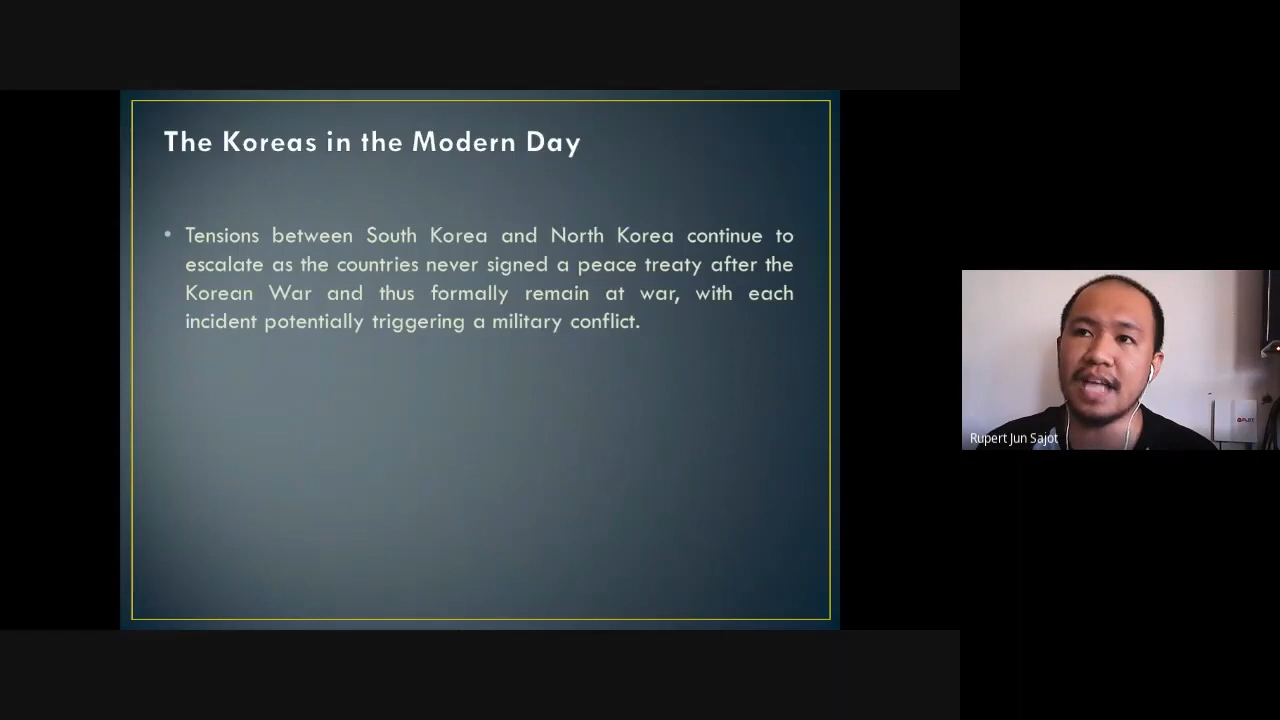 The Koreas in the Modern Day
• Tensions between South Korea and North Korea continue to
escalate as the countries never signed a peace treaty after the
Korean War and thus formally remain at war, with each
incident potentially triggering a military conflict.
Rupert Jun Sajot